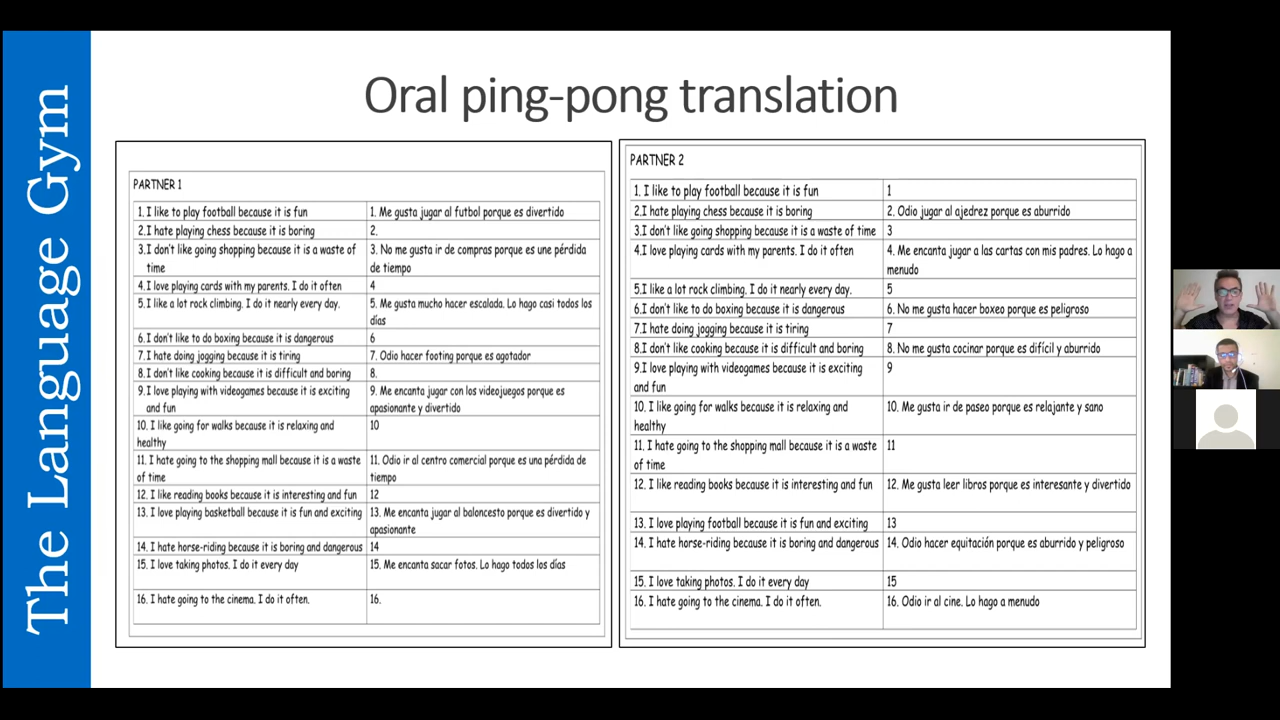 The Language Gym
Oral ping-pong translation
PARTNER 1
1. I like to play football because it is fun
1. Me gusta jugar al futbol porque es divertido
2.I hate playing chess because it is boring
2.
3.I don't like going shopping because it is a waste of
time
3. No me gusta ir de compras porque es une pérdida
de tiempo
4.I love playing cards with my parents. I do it often
4
5.I like a lot rock climbing. I do it nearly every day.
5. Me gusta mucho hacer escalada. Lo hago casi todos los
días
6.I don't like to do boxing because it is dangerous
6
7.I hate doing jogging because it is tiring
7. Odio hacer footing porque es agotador
8.I don't like cooking because it is difficult and boring
8.
9.I love playing with videogames because it is exciting
and fun
9. Me encanta jugar con los videojuegos porque es
apasionante y divertido
10. I like going for walks because it is relaxing and
healthy
10
11. I hate going to the shopping mall because it is a waste
of time
11. Odio ir al centro comercial porque es una pérdida de
tiempo
12. I like reading books because it is interesting and fun
12
13. I love playing basketball because it is fun and exciting
13. Me encanta jugar al baloncesto porque es divertido y
apasionante
14. I hate horse-riding because it is boring and dangerous
14
15. I love taking photos. I do it every day
15. Me encanta sacar fotos. Lo hago todos los días
16. I hate going to the cinema. I do it often.
16.
PARTNER 2
1. I like to play football because it is fun
1
2.I hate playing chess because it is boring
2. Odio jugar al ajedrez porque es aburrido
3.I don't like going shopping because it is a waste of time
3
4.I love playing cards with my parents. I do it often
4. Me encanta jugar a las cartas con mis padres. Lo hago a
menudo
5.I like a lot rock climbing. I do it nearly every day.
5
6.I don't like to do boxing because it is dangerous
6. No me gusta hacer boxeo porque es peligroso
7.I hate doing jogging because it is tiring
7
8.I don't like cooking because it is difficult and boring
8. No me gusta cocinar porque es difícil y aburrido
9.I love playing with videogames because it is exciting
and fun
9
10. I like going for walks because it is relaxing and
healthy
10. Me gusta ir de paseo porque es relajante y sano
11. I hate going to the shopping mall because it is a waste
of time
11
12. I like reading books because it is interesting and fun
12. Me gusta leer libros porque es interesante y divertido
13. I love playing football because it is fun and exciting
13
14. I hate horse-riding because it is boring and dangerous
14. Odio hacer equitación porque es aburrido y peligroso
15. I love taking photos. I do it every day
15
16. I hate going to the cinema. I do it often.
16. Odio ir al cine. Lo hago a menudo